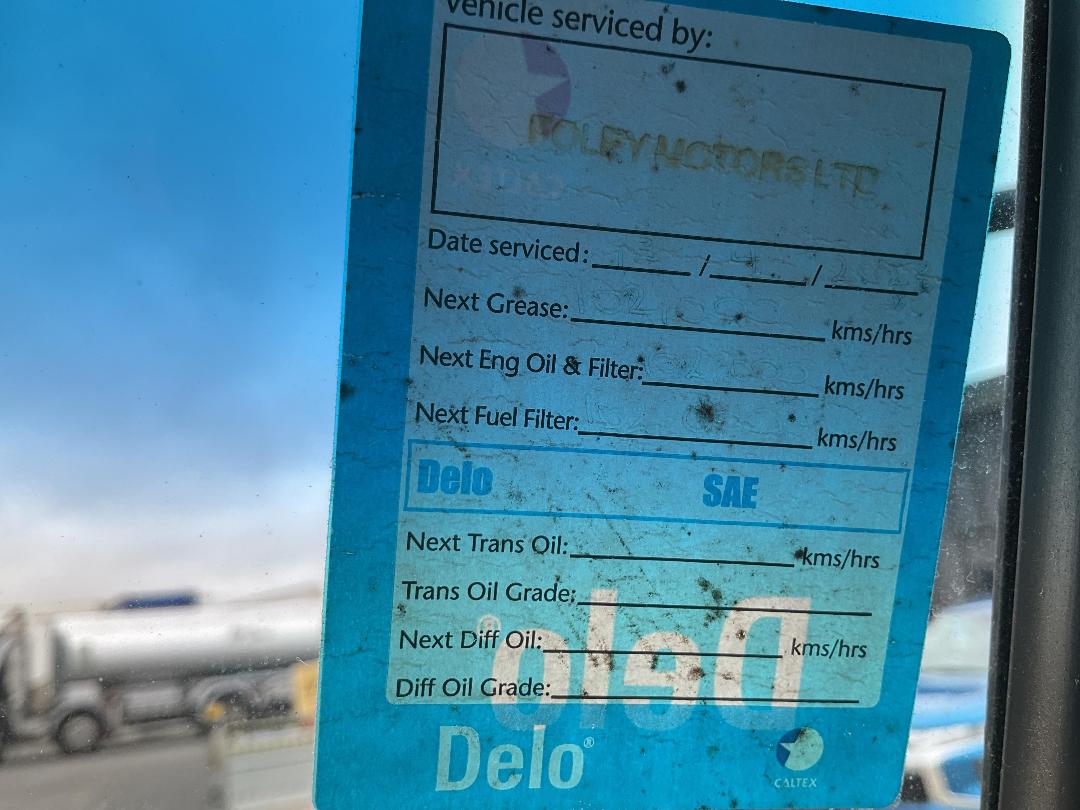 Vehicle serviced by:
FOLEY MOTORS LTD
CALTEX
Date serviced: / /
Next Grease: kms/hrs
Next Eng Oil & Filter: kms/hrs
Next Fuel Filter: kms/hrs
Delo SAE
Next Trans Oil: kms/hrs
Trans Oil Grade:
Next Diff Oil: kms/hrs
Diff Oil Grade:
Delo®
Delo®
CALTEX